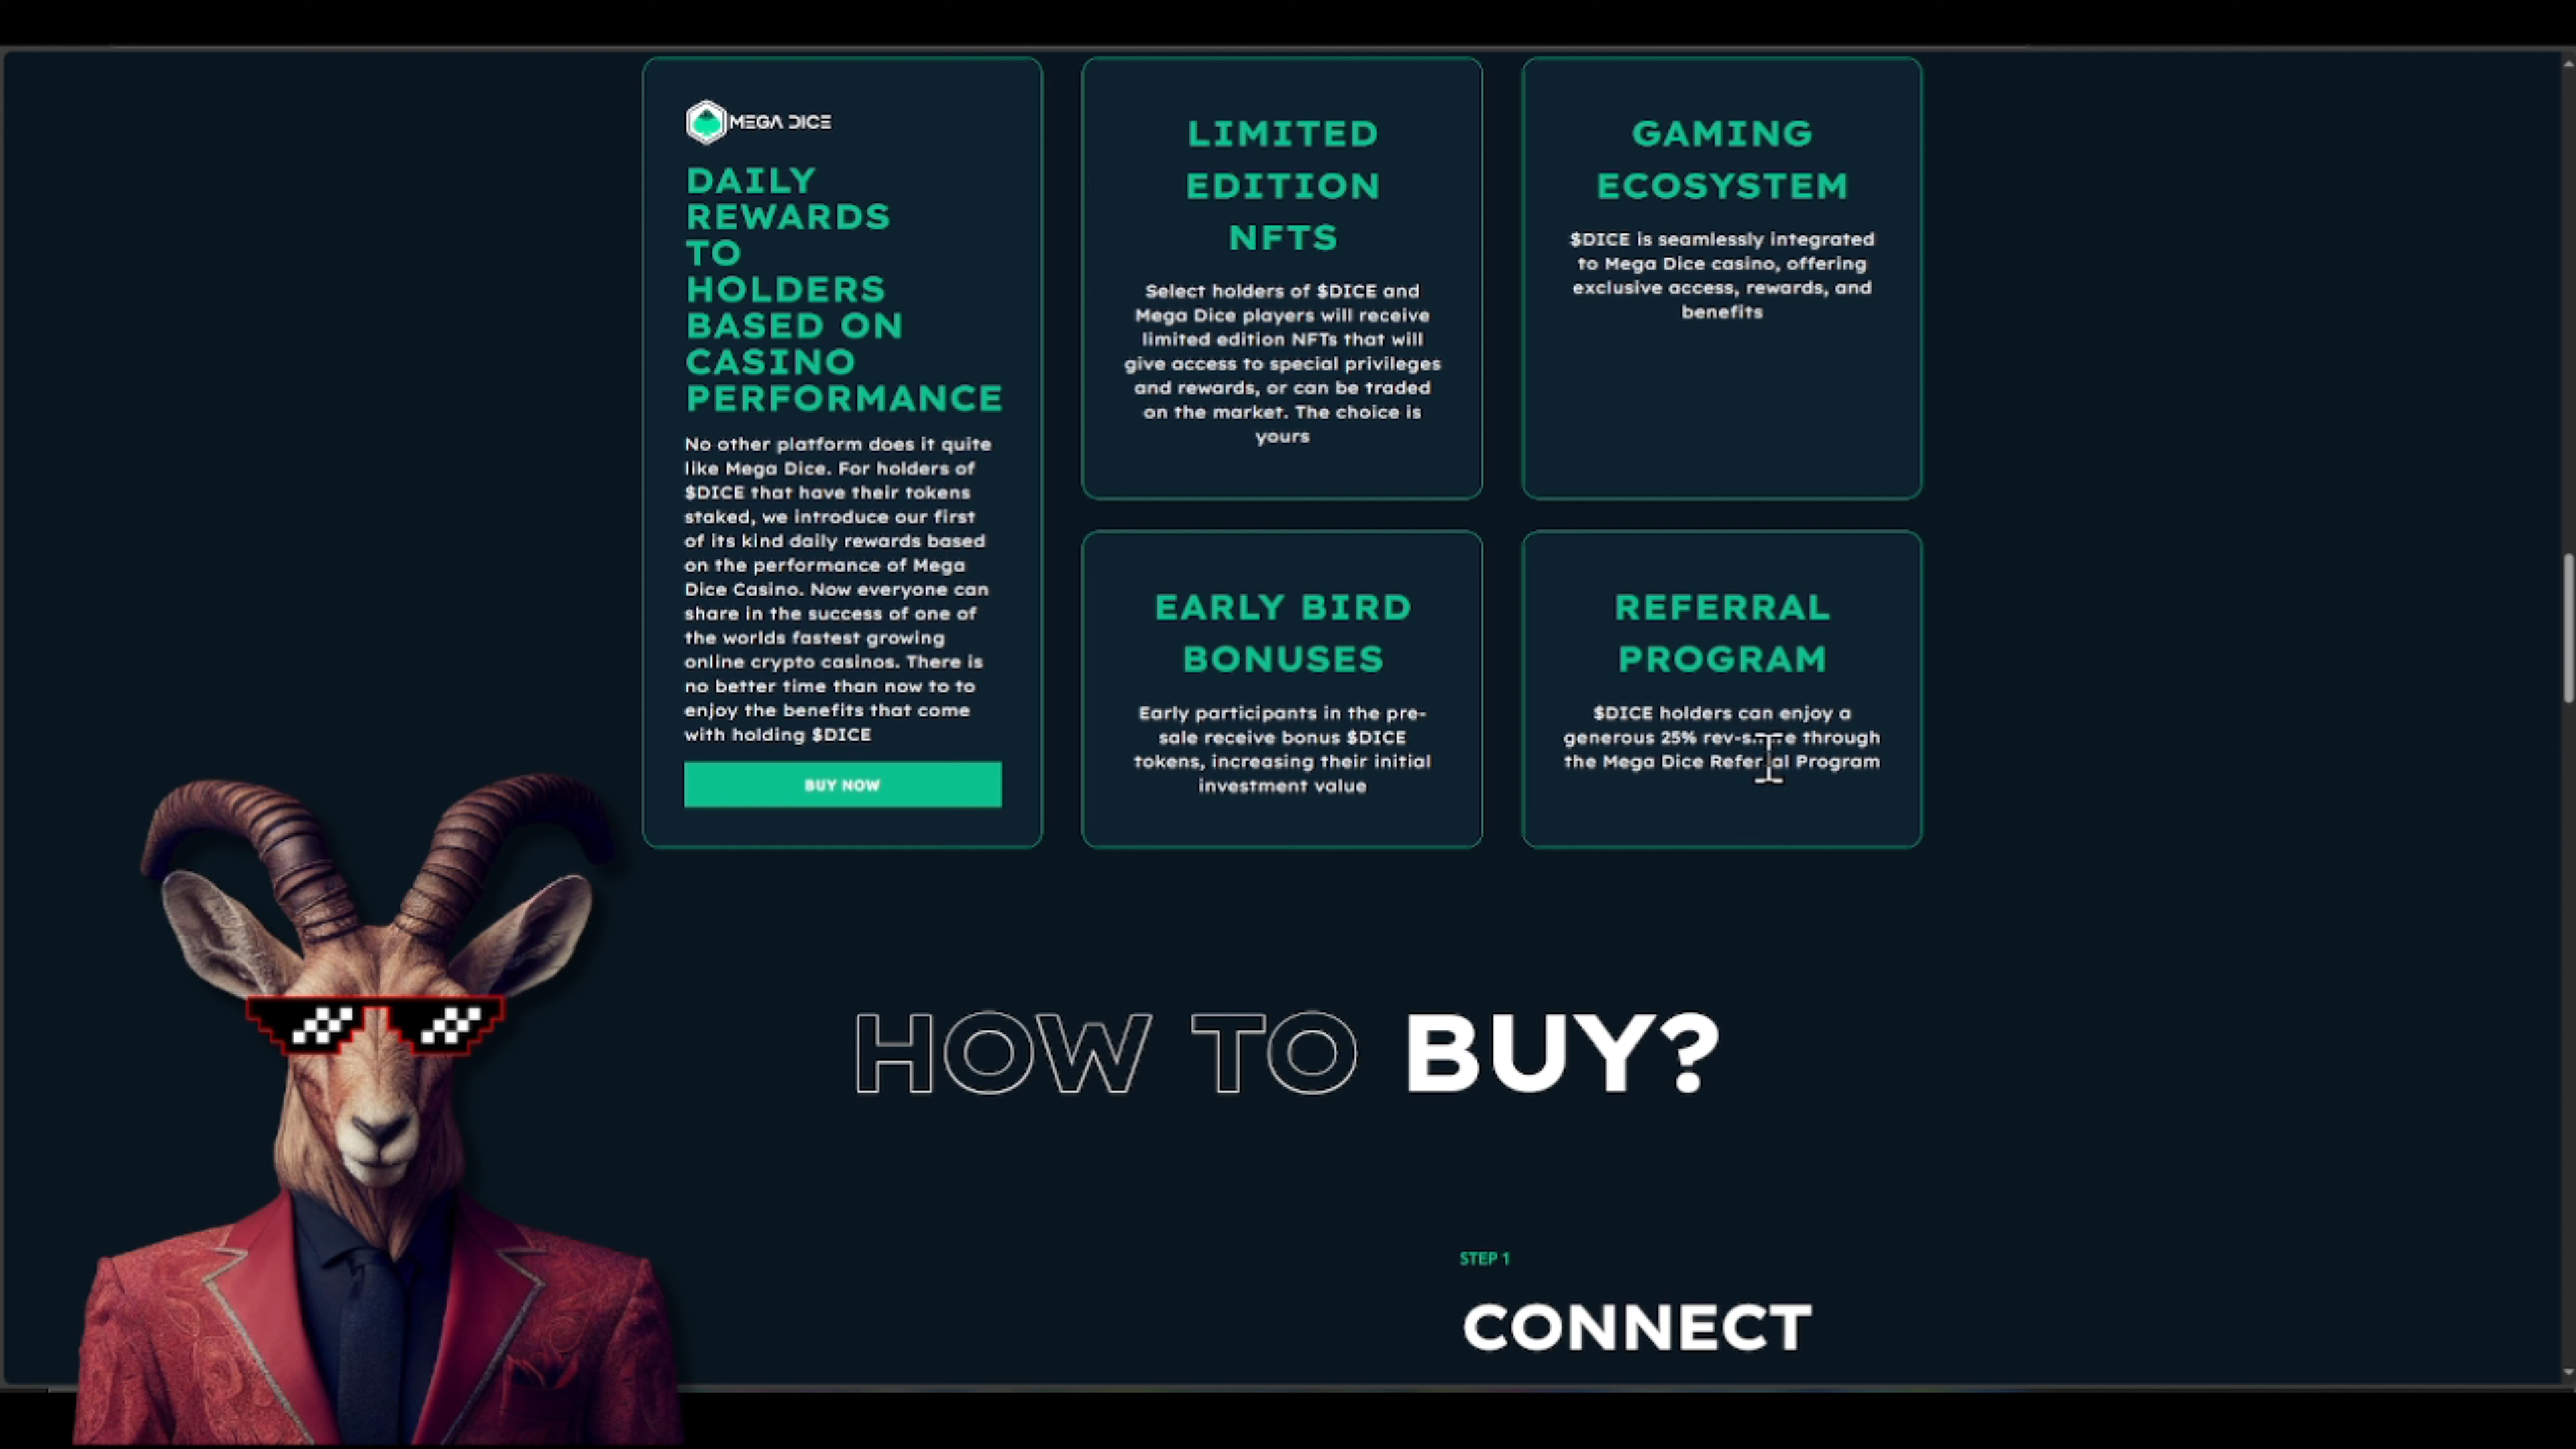 MEGA DICE
DAILY
REWARDS
TO
HOLDERS
BASED ON
CASINO
PERFORMANCE
No other platform does it quite
like Mega Dice. For holders of
$DICE that have their tokens
staked, we introduce our first
of its kind daily rewards based
on the performance of Mega
Dice Casino. Now everyone can
share in the success of one of
the worlds fastest growing
online crypto casinos. There is
no better time than now to to
enjoy the benefits that come
with holding $DICE
BUY NOW
LIMITED
EDITION
NFTS
Select holders of $DICE and
Mega Dice players will receive
limited edition NFTs that will
give access to special privileges
and rewards, or can be traded
on the market. The choice is
yours
GAMING
ECOSYSTEM
$DICE is seamlessly integrated
to Mega Dice casino, offering
exclusive access, rewards, and
benefits
EARLY BIRD
BONUSES
Early participants in the pre-
sale receive bonus $DICE
tokens, increasing their initial
investment value
REFERRAL
PROGRAM
$DICE holders can enjoy a
generous 25% rev-share through
the Mega Dice Referral Program
HOW TO BUY?
STEP 1
CONNECT